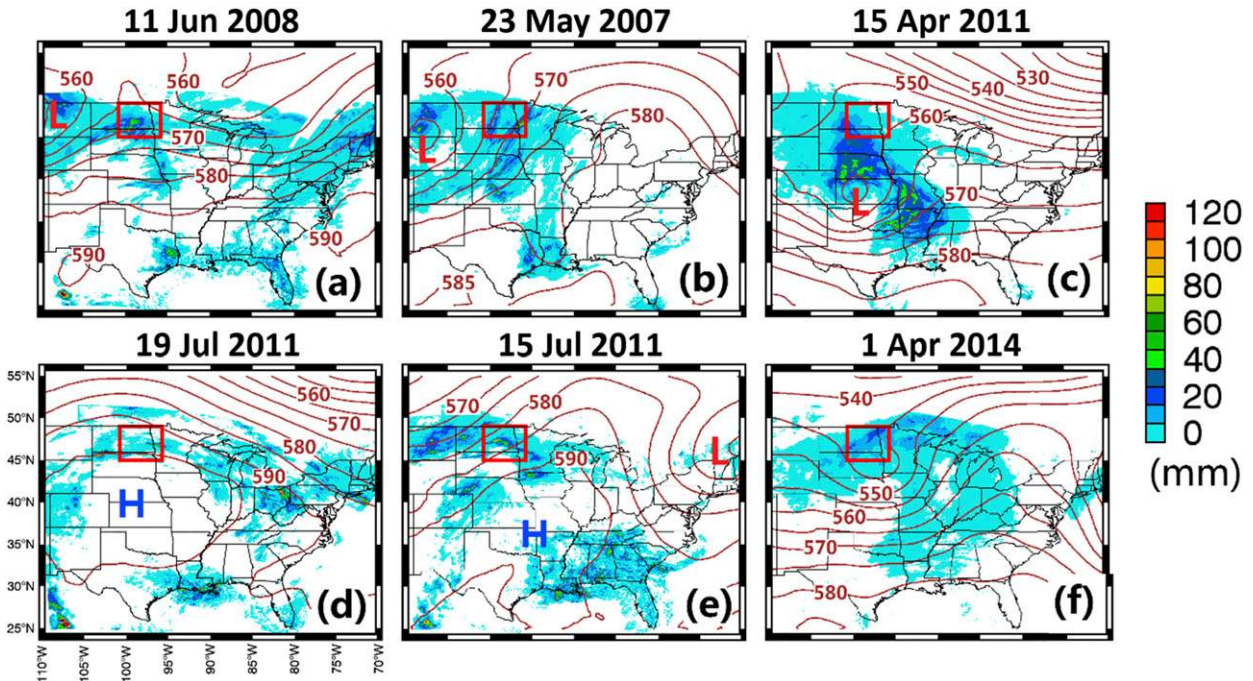 11 Jun 2008
23 May 2007
15 Apr 2011
560
560
570
580
590
590
L
(a)
560
570
580
585
L
(b)
550
540
530
560
570
580
L
(c)
120
100
80
60
40
20
0
(mm)
19 Jul 2011
15 Jul 2011
1 Apr 2014
55°N
50°N
45°N
40°N
35°N
30°N
25°N
560
570
580
590
H
(d)
570
580
590
L
H
(e)
540
550
560
570
580
(f)
110°W
105°W
100°W
95°W
90°W
85°W
80°W
75°W
70°W